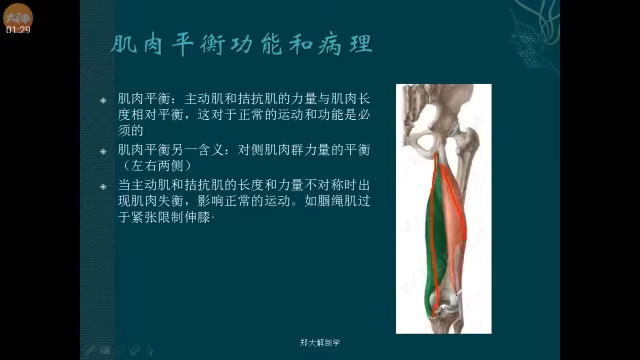 大神
01:29
肌肉平衡功能和病理
肌肉平衡：主动肌和拮抗肌的力量与肌肉长
度相对平衡，这对于正常的运动和功能是必
须的
肌肉平衡另一含义：对侧肌肉群力量的平衡
（左右两侧）
当主动肌和拮抗肌的长度和力量不对称时出
现肌肉失衡，影响正常的运动。如腘绳肌过
于紧张限制伸膝
郑大解剖学